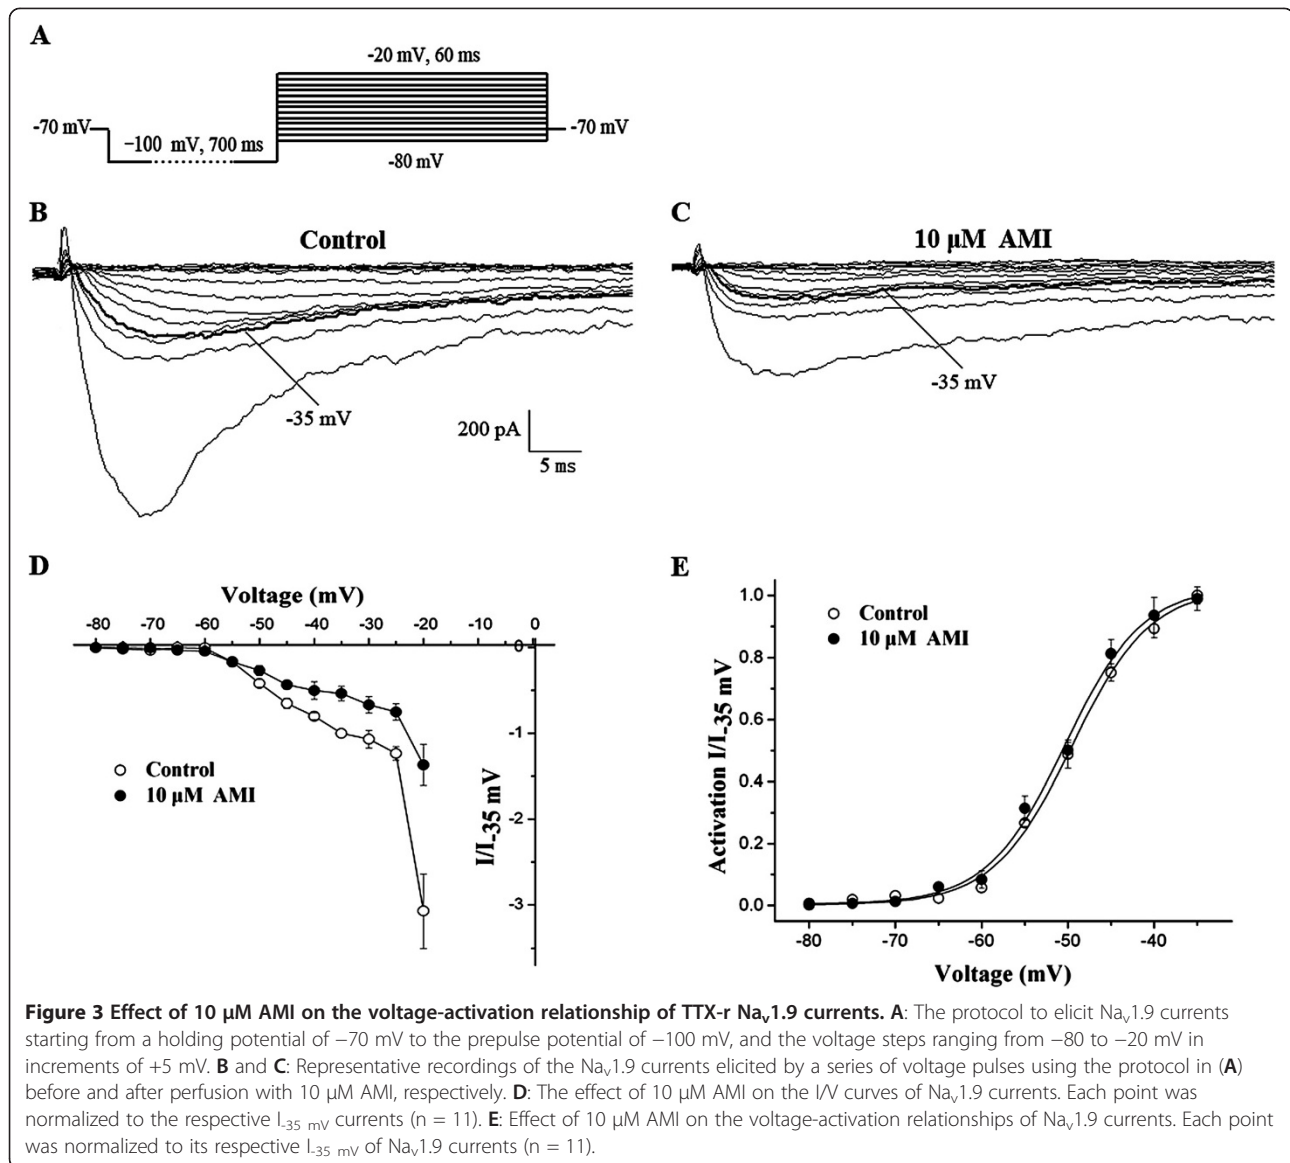 A
-20 mV, 60 ms
-70 mV
−100 mV, 700 ms
-70 mV
-80 mV
B
Control
-35 mV
200 pA
5 ms
C
10 µM AMI
-35 mV
D
Voltage (mV)
-80 -70 -60 -50 -40 -30 -20 0
0
-1
-2
-3
I/I-35 mV
Control
10 µM AMI
E
1.0
0.8
0.6
0.4
0.2
0.0
Activation I/I-35 mV
Control
10 µM AMI
-80 -70 -60 -50 -40
Voltage (mV)
Figure 3 Effect of 10 μM AMI on the voltage-activation relationship of TTX-r Nav1.9 currents. A: The protocol to elicit Nav1.9 currents
starting from a holding potential of −70 mV to the prepulse potential of −100 mV, and the voltage steps ranging from −80 to −20 mV in
increments of +5 mV. B and C: Representative recordings of the Nav1.9 currents elicited by a series of voltage pulses using the protocol in (A)
before and after perfusion with 10 μM AMI, respectively. D: The effect of 10 μM AMI on the I/V curves of Nav1.9 currents. Each point was
normalized to the respective I-35 mV currents (n = 11). E: Effect of 10 μM AMI on the voltage-activation relationships of Nav1.9 currents. Each point
was normalized to its respective I-35 mV of Nav1.9 currents (n = 11).